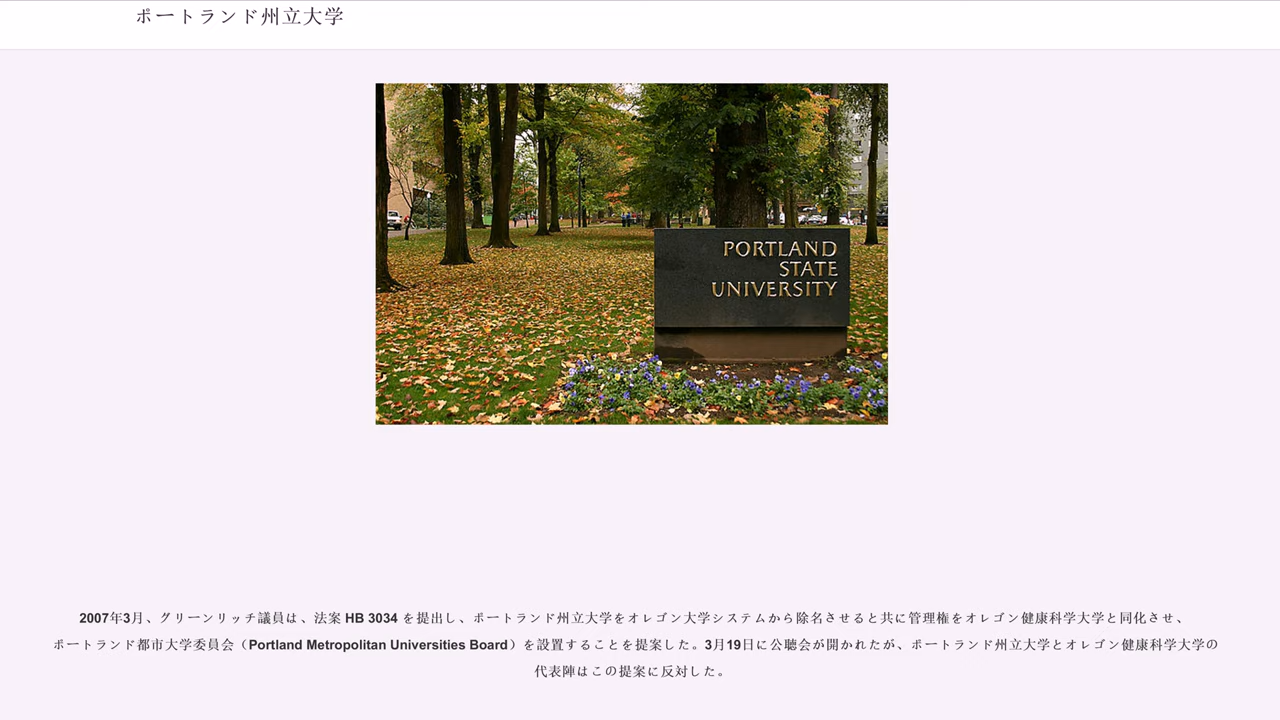 ポートランド州立大学
PORTLAND
STATE
UNIVERSITY
2007年3月、グリーンリッチ議員は、法案 HB 3034 を提出し、ポートランド州立大学をオレゴン大学システムから除名させると共に管理権をオレゴン健康科学大学と同化させ、
ポートランド都市大学委員会（Portland Metropolitan Universities Board）を設置することを提案した。3月19日に公聴会が開かれたが、ポートランド州立大学とオレゴン健康科学大学の
代表陣はこの提案に反対した。